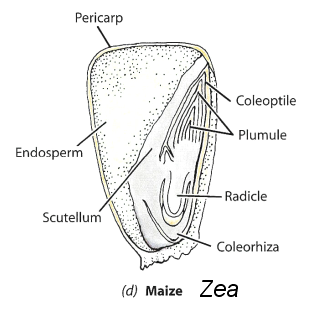 Pericarp
Coleoptile
Plumule
Endosperm
Radicle
Scutellum
Coleorhiza
(d) Maize Zea